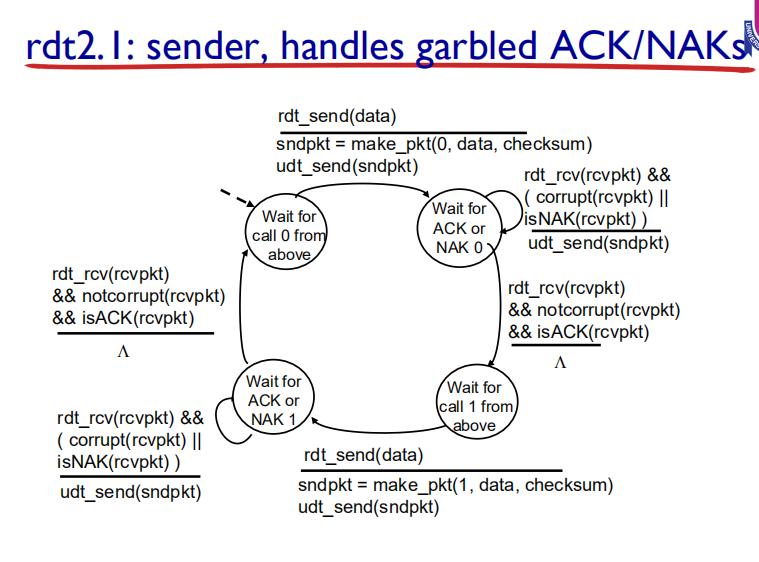 rdt2.1: sender, handles garbled ACK/NAKs
rdt_send(data)
sndpkt = make_pkt(0, data, checksum)
udt_send(sndpkt)
rdt_rcv(rcvpkt) &&
( corrupt(rcvpkt) ||
isNAK(rcvpkt) )
udt_send(sndpkt)
Wait for
call 0 from
above
Wait for
ACK or
NAK 0
rdt_rcv(rcvpkt)
&& notcorrupt(rcvpkt)
&& isACK(rcvpkt)
Λ
rdt_rcv(rcvpkt)
&& notcorrupt(rcvpkt)
&& isACK(rcvpkt)
Λ
Wait for
ACK or
NAK 1
Wait for
call 1 from
above
rdt_rcv(rcvpkt) &&
( corrupt(rcvpkt) ||
isNAK(rcvpkt) )
udt_send(sndpkt)
rdt_send(data)
sndpkt = make_pkt(1, data, checksum)
udt_send(sndpkt)